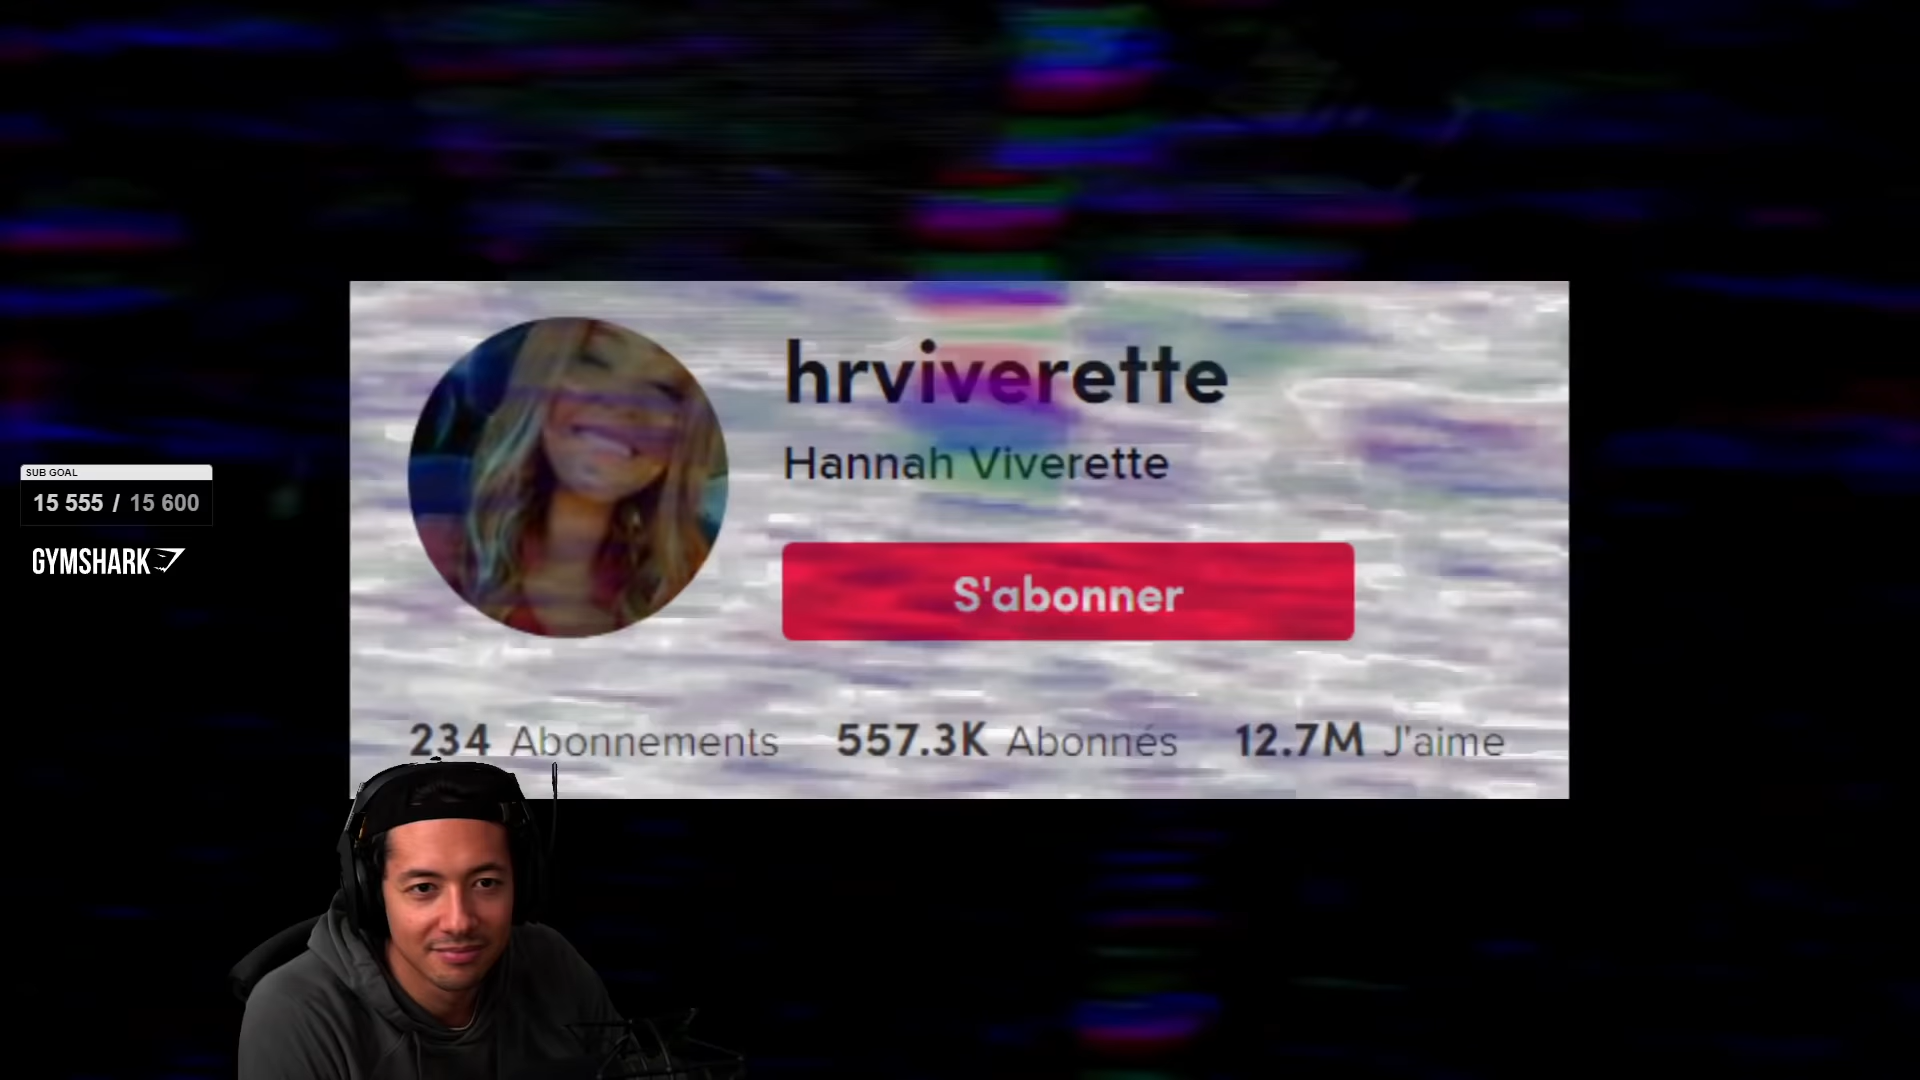 hrviverette
Hannah Viverette
S'abonner
234 Abonnements 557.3K Abonnés 12.7M J'aime
SUB GOAL
15 555 / 15 600
GYMSHARK